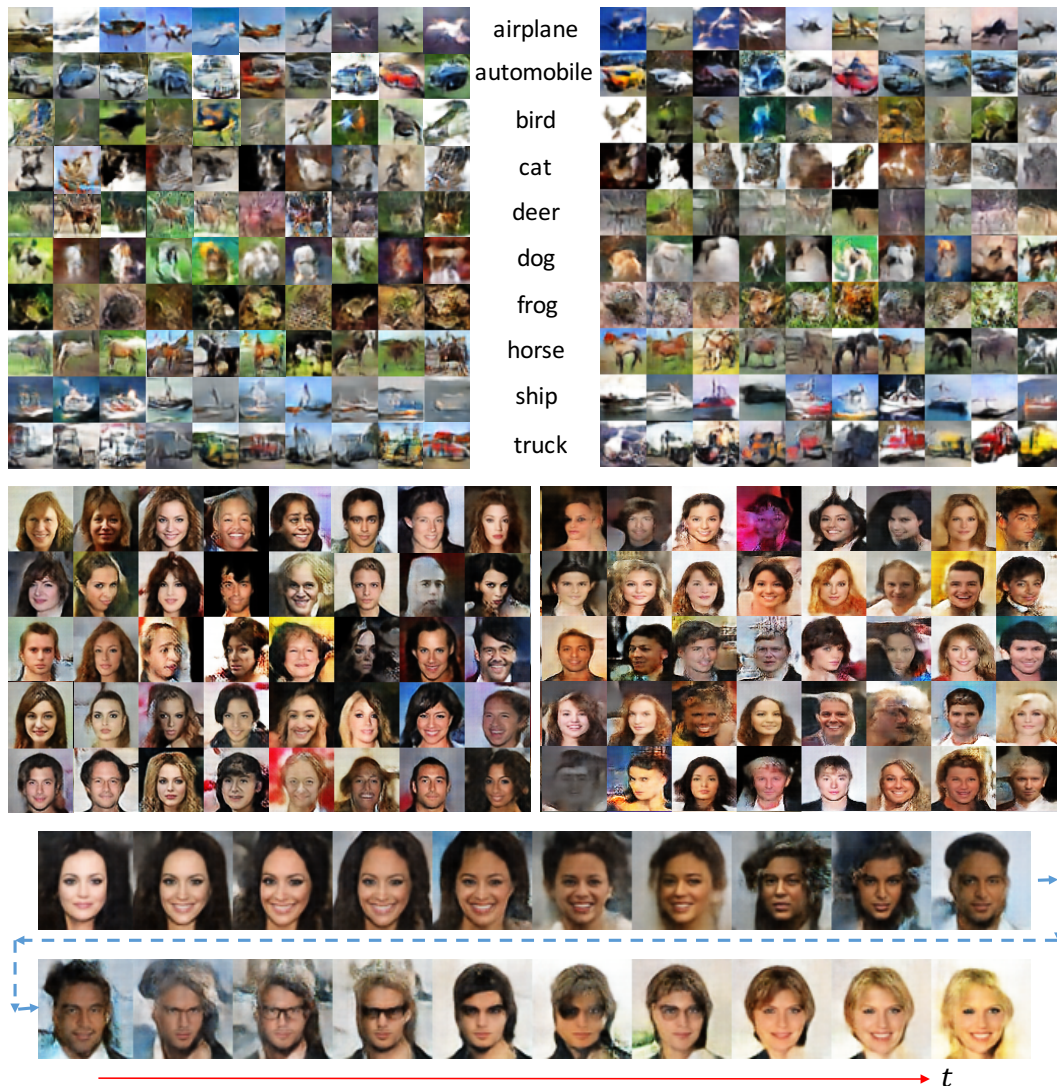 airplane
automobile
bird
cat
deer
dog
frog
horse
ship
truck
t